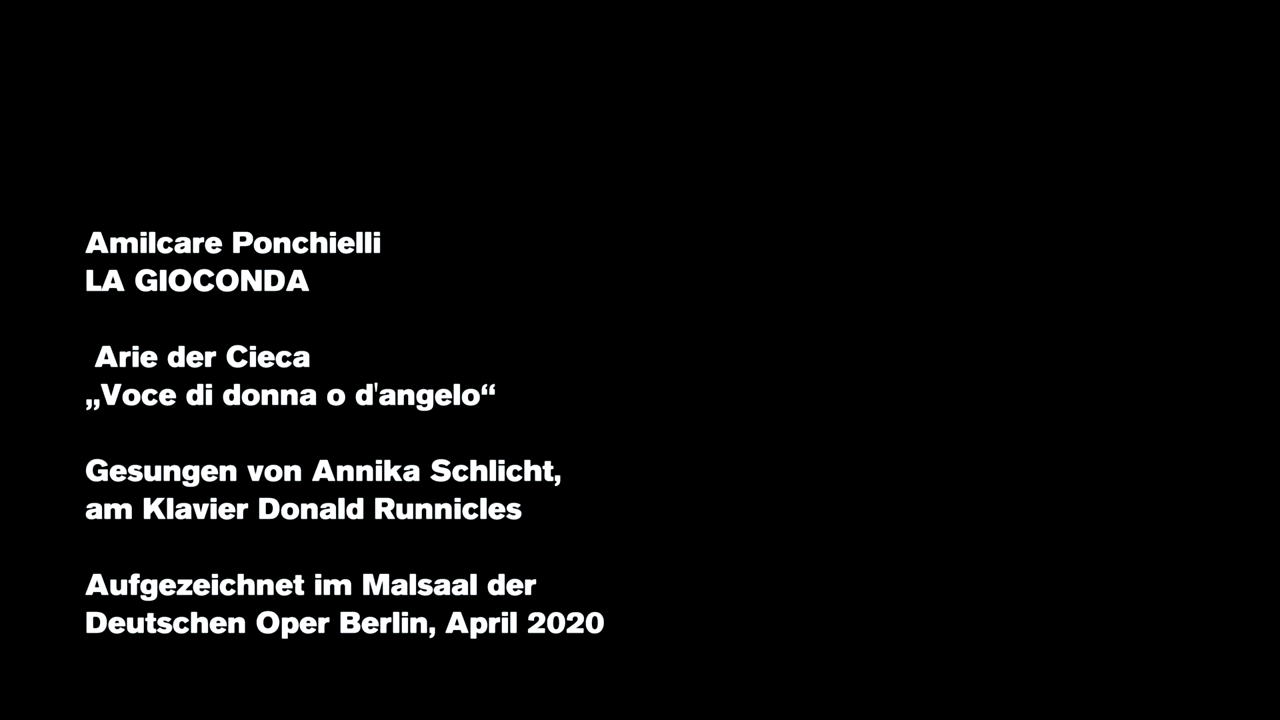 Amilcare Ponchielli
LA GIOCONDA
Arie der Cieca
„Voce di donna o d'angelo“
Gesungen von Annika Schlicht,
am Klavier Donald Runnicles
Aufgezeichnet im Malsaal der
Deutschen Oper Berlin, April 2020